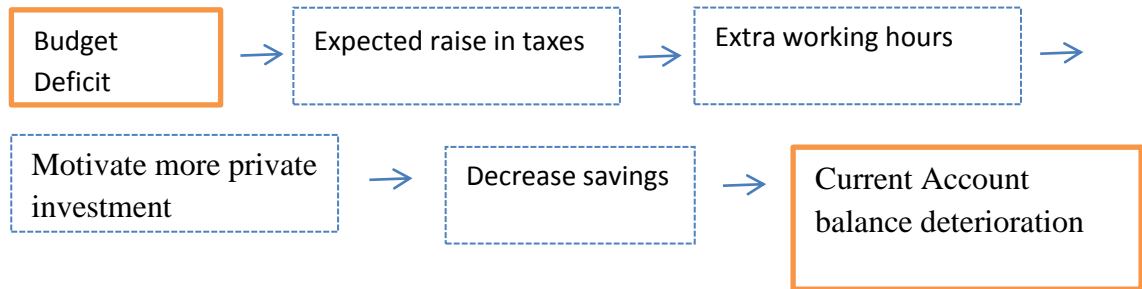 Budget
Deficit
Expected raise in taxes
Extra working hours
Motivate more private
investment
Decrease savings
Current Account
balance deterioration